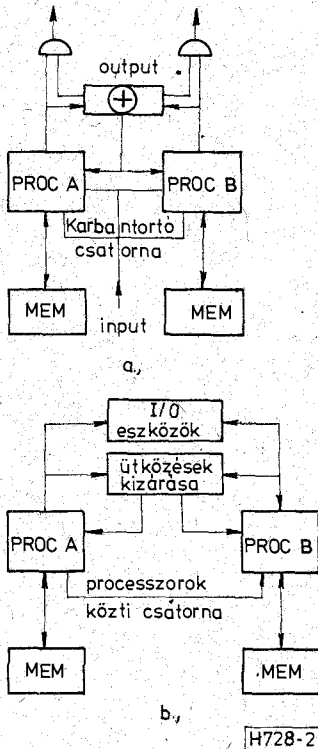 output
PROC A
PROC B
Karbantortó
csatorna
MEM
MEM
input
a.,
I/O
eszközök
ütközések
kizárása
PROC A
PROC B
processzorok
közti csatorna
MEM
MEM
b.,
H728-2